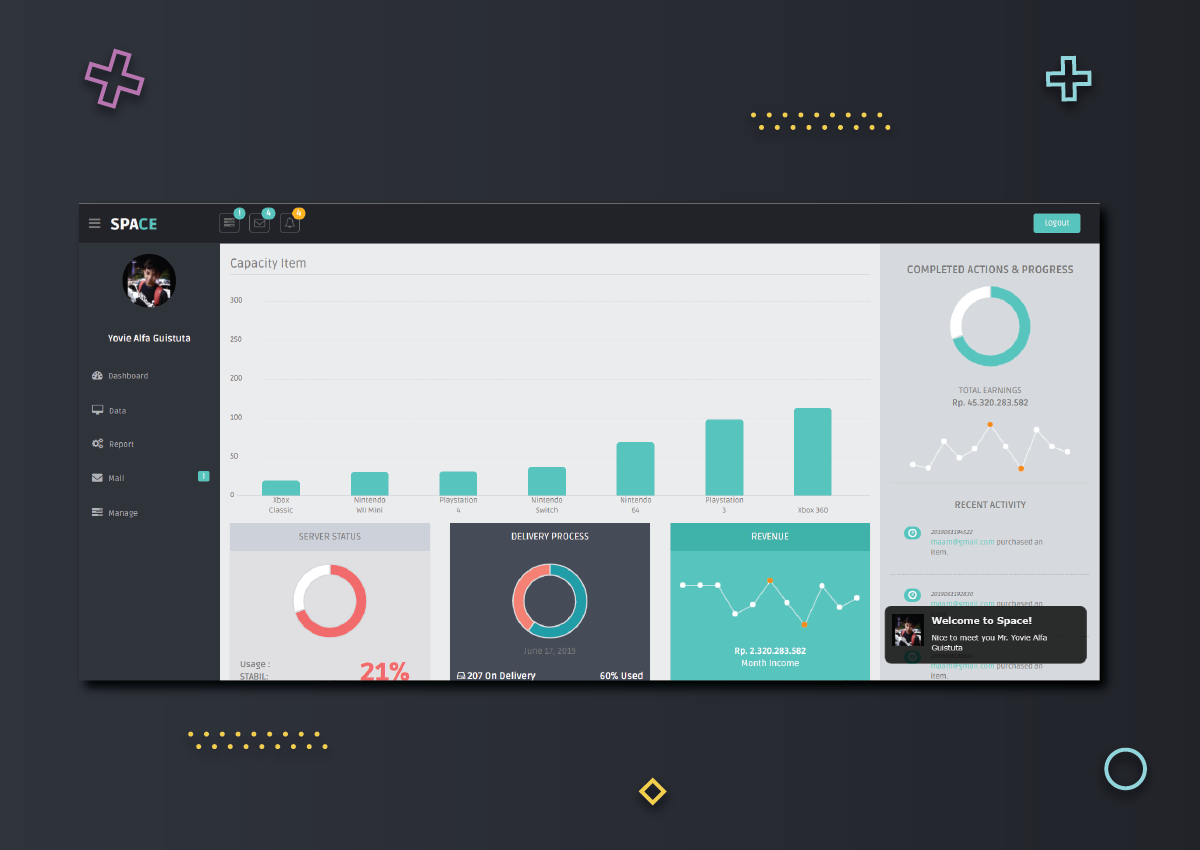 SPACE
!
4
4
Logout
Yovie Alfa Guistuta
Dashboard
Data
Report
Mail
!
Manage
Capacity Item
300
250
200
100
50
0
Xbox
Classic
Nintendo
WII Mini
Playstation
4
Nintendo
Switch
Nintendo
64
Playstation
3
Xbox 360
SERVER STATUS
Usage :
STABIL:
21%
DELIVERY PROCESS
June 17, 2019
207 On Delivery
60% Used
REVENUE
Rp. 2.320.283.582
Month Income
COMPLETED ACTIONS & PROGRESS
TOTAL EARNINGS
Rp. 45.320.283.582
RECENT ACTIVITY
maam@gmail.com purchased an
item.
maam@gmail.com purchased an
Welcome to Space!
Nice to meet you Mr. Yovie Alfa
Guistuta
maam@gmail.com purchased an
item.